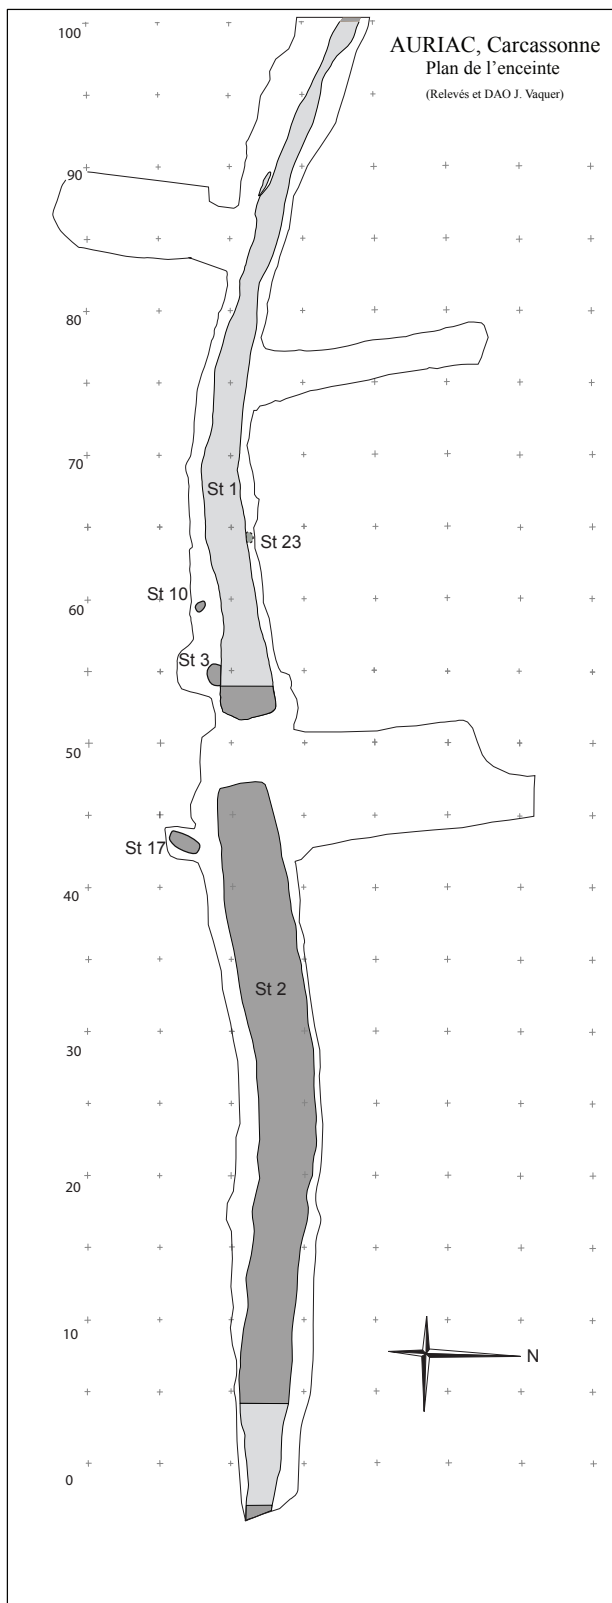 100
AURIAC, Carcassonne
Plan de l’enceinte
(Relevés et DAO J. Vaquer)
90
80
70
St 1
St 23
St 10
60
St 3
50
St 17
40
St 2
30
20
10
N
0